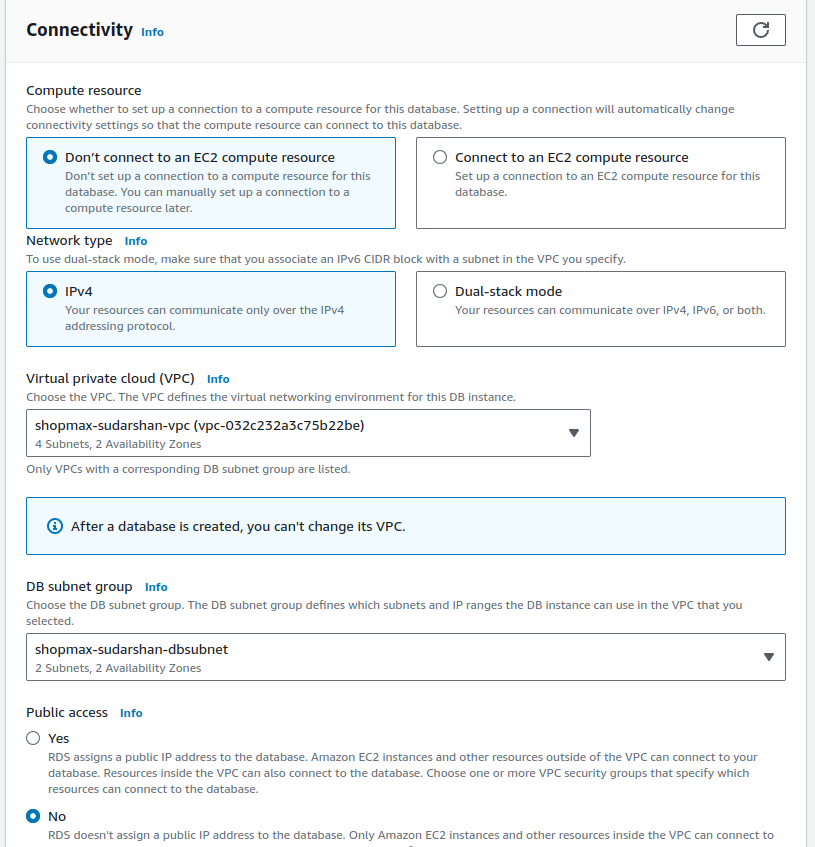 Connectivity Info
Compute resource
Choose whether to set up a connection to a compute resource for this database. Setting up a connection will automatically change
connectivity settings so that the compute resource can connect to this database.
Don't connect to an EC2 compute resource
Don't set up a connection to a compute resource for this
database. You can manually set up a connection to a
compute resource later.
Connect to an EC2 compute resource
Set up a connection to an EC2 compute resource for this
database.
Network type Info
To use dual-stack mode, make sure that you associate an IPv6 CIDR block with a subnet in the VPC you specify.
IPv4
Your resources can communicate only over the IPv4
addressing protocol.
Dual-stack mode
Your resources can communicate over IPv4, IPv6, or both.
Virtual private cloud (VPC) Info
Choose the VPC. The VPC defines the virtual networking environment for this DB instance.
shopmax-sudarshan-vpc (vpc-032c232a3c75b22be)
4 Subnets, 2 Availability Zones
Only VPCs with a corresponding DB subnet group are listed.
After a database is created, you can't change its VPC.
DB subnet group Info
Choose the DB subnet group. The DB subnet group defines which subnets and IP ranges the DB instance can use in the VPC that you
selected.
shopmax-sudarshan-dbsubnet
2 Subnets, 2 Availability Zones
Public access Info
Yes
RDS assigns a public IP address to the database. Amazon EC2 instances and other resources outside of the VPC can connect to your
database. Resources inside the VPC can also connect to the database. Choose one or more VPC security groups that specify which
resources can connect to the database.
No
RDS doesn't assign a public IP address to the database. Only Amazon EC2 instances and other resources inside the VPC can connect to